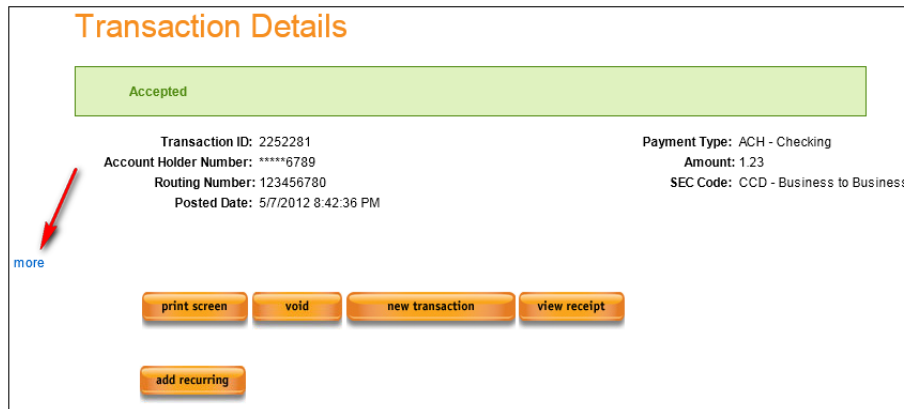 Transaction Details
Accepted
Transaction ID: 2252281
Payment Type: ACH - Checking
Account Holder Number: *****6789
Amount: 1.23
Routing Number: 123456780
SEC Code: CCD - Business to Business
Posted Date: 5/7/2012 8:42:36 PM
more
print screen void new transaction view receipt
add recurring